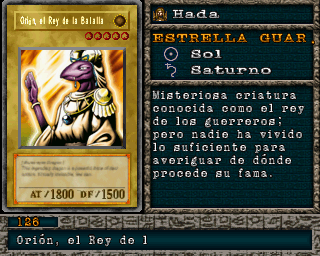 Orión, el Rey de la Batalla
AT/1800 DF/1500
Hada
ESTRELLA GUAR.
Sol
Saturno
Misteriosa criatura
conocida como el rey
de los guerreros;
pero nadie ha vivido
lo suficiente para
averiguar de dónde
procede su fama.
126
Orión, el Rey de l